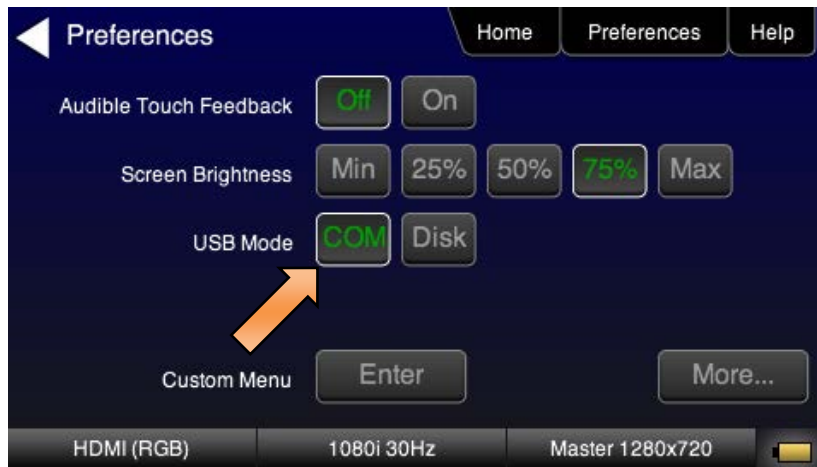 Preferences Home Preferences Help
Audible Touch Feedback Off On
Screen Brightness Min 25% 50% 75% Max
USB Mode COM Disk
Custom Menu Enter More...
HDMI (RGB) 1080i 30Hz Master 1280x720